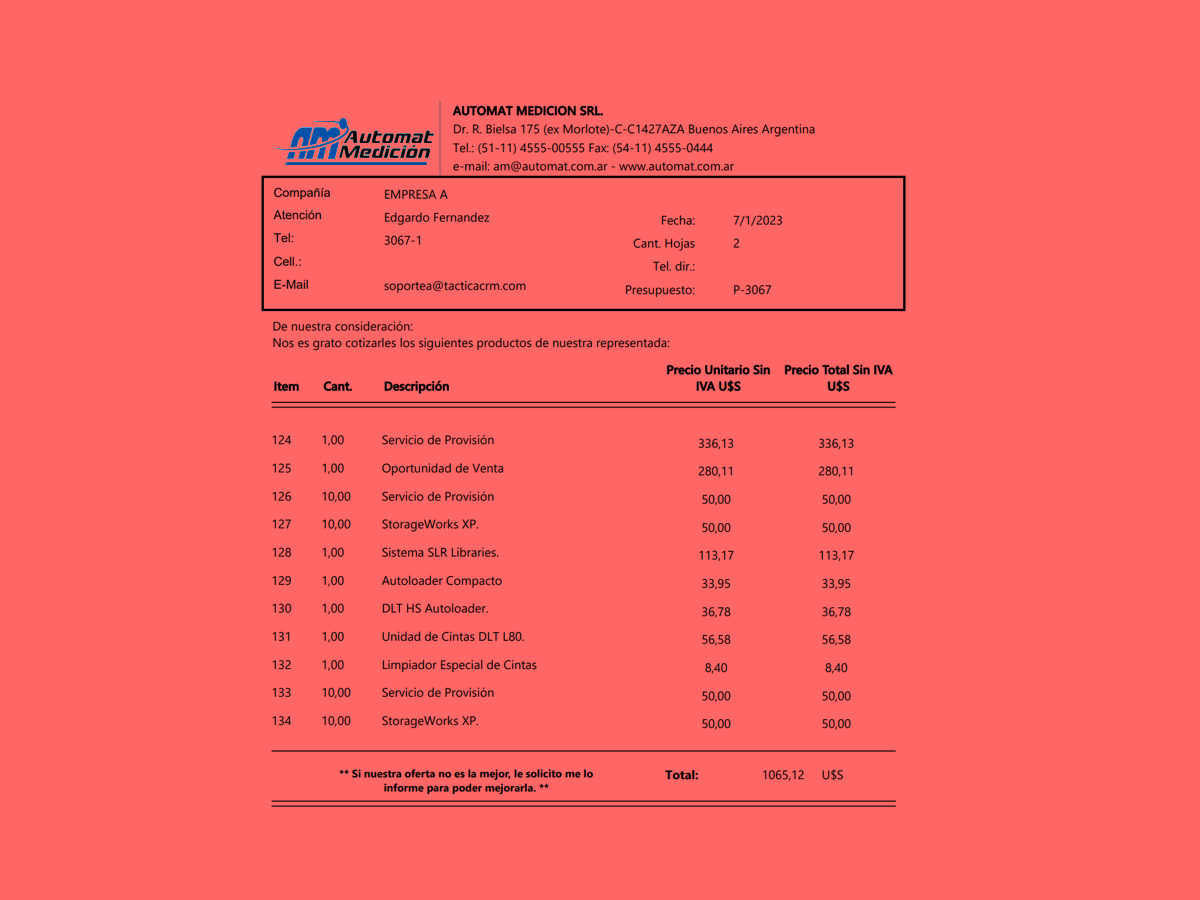 Automat
Medición
AUTOMAT MEDICION SRL.
Dr. R. Bielsa 175 (ex Morlote)-C-C1427AZA Buenos Aires Argentina
Tel.: (51-11) 4555-00555 Fax: (54-11) 4555-0444
e-mail: am@automat.com.ar - www.automat.com.ar
Compañía EMPRESA A
Atención Edgardo Fernandez Fecha: 7/1/2023
Tel: 3067-1 Cant. Hojas 2
Cell.: Tel. dir.:
E-Mail soportea@tacticacrm.com Presupuesto: P-3067
De nuestra consideración:
Nos es grato cotizarles los siguientes productos de nuestra representada:
Precio Unitario Sin Precio Total Sin IVA
Item Cant. Descripción IVA U$S U$S
124 1,00 Servicio de Provisión 336,13 336,13
125 1,00 Oportunidad de Venta 280,11 280,11
126 10,00 Servicio de Provisión 50,00 50,00
127 10,00 StorageWorks XP. 50,00 50,00
128 1,00 Sistema SLR Libraries. 113,17 113,17
129 1,00 Autoloader Compacto 33,95 33,95
130 1,00 DLT HS Autoloader. 36,78 36,78
131 1,00 Unidad de Cintas DLT L80. 56,58 56,58
132 1,00 Limpiador Especial de Cintas 8,40 8,40
133 10,00 Servicio de Provisión 50,00 50,00
134 10,00 StorageWorks XP. 50,00 50,00
** Si nuestra oferta no es la mejor, le solicito me lo Total: 1065,12 U$S
informe para poder mejorarla. **